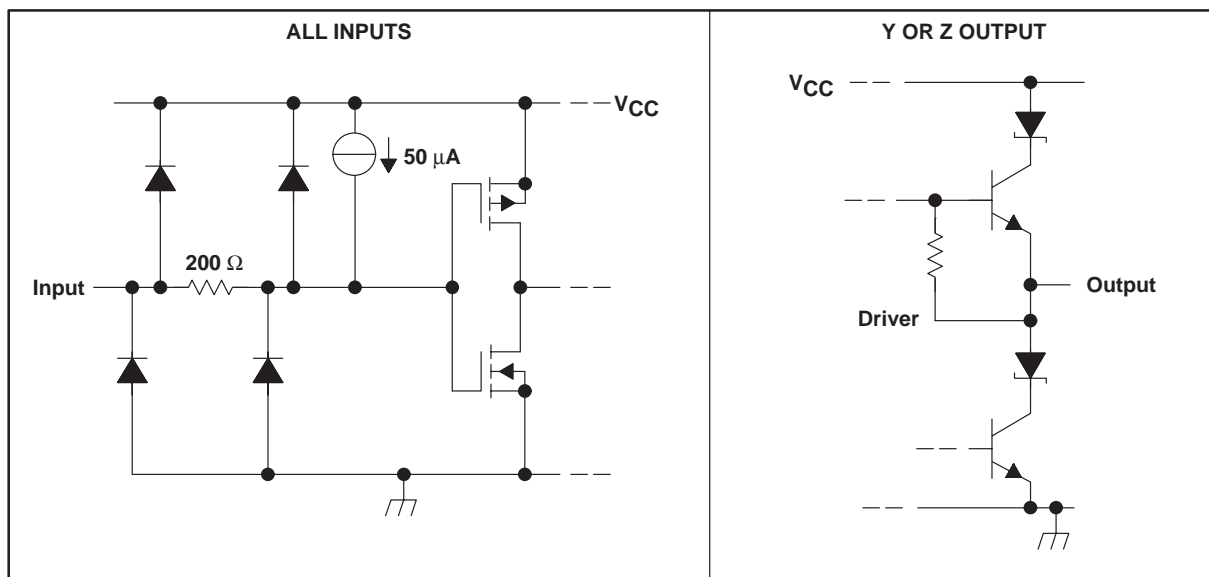 ALL INPUTS
VCC
50 μA
200 Ω
Input
Y OR Z OUTPUT
VCC
Output
Driver